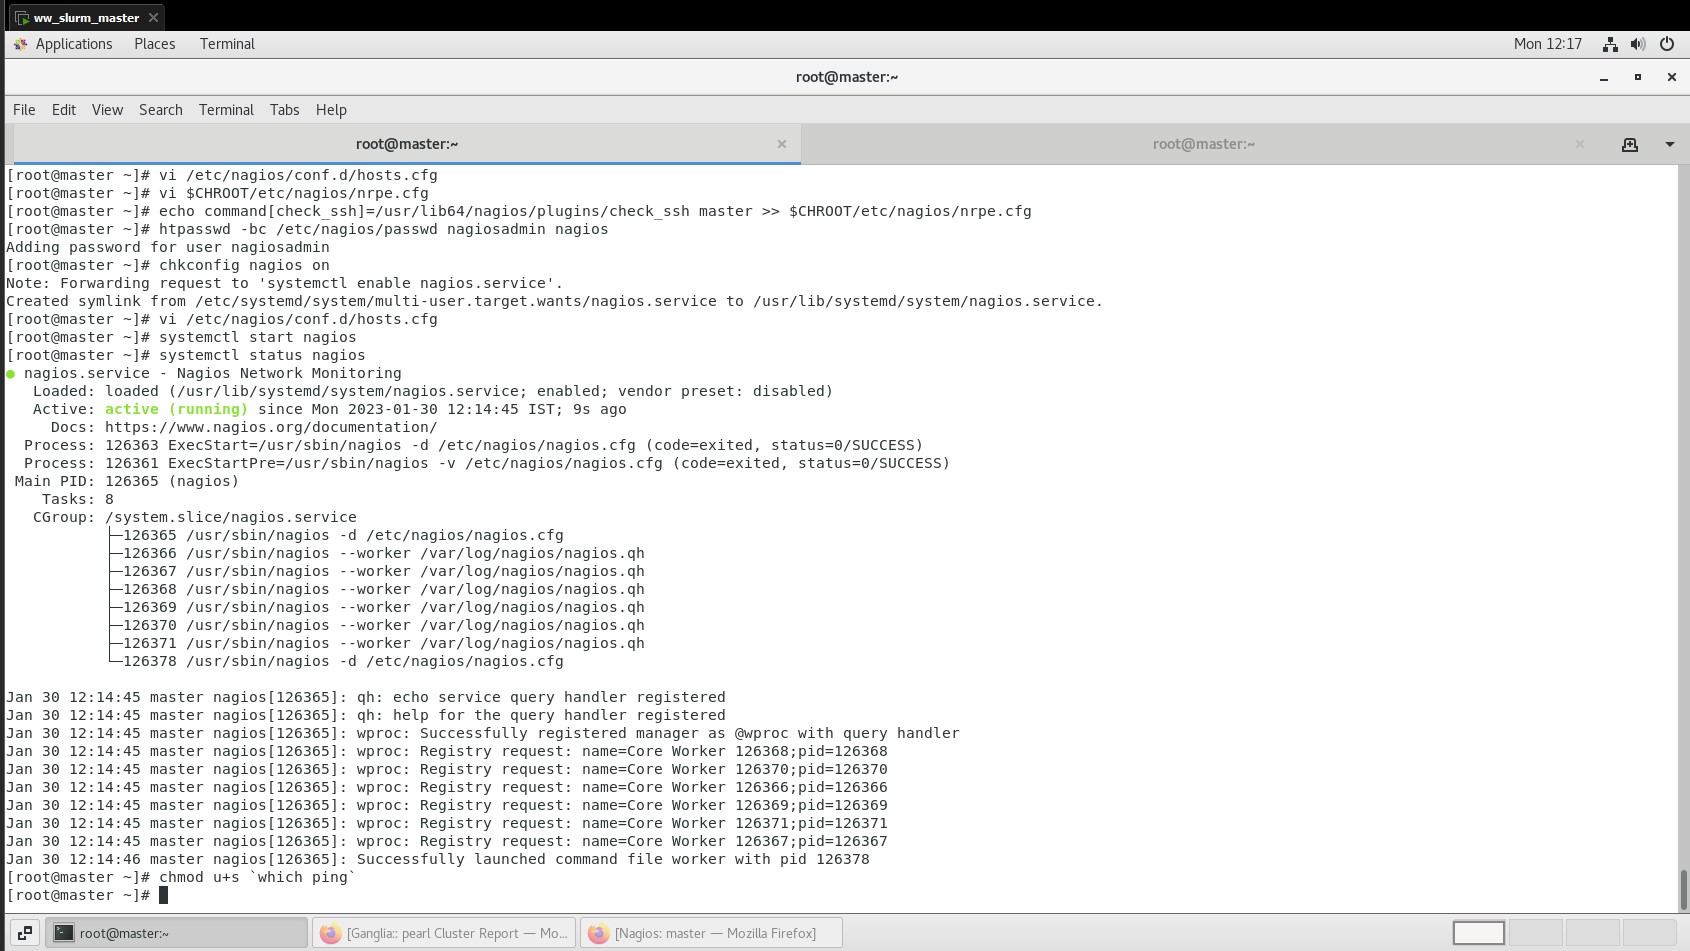 ww_slurm_master
Applications Places Terminal Mon 12:17
root@master:~
File Edit View Search Terminal Tabs Help
root@master:~ root@master:~
[root@master ~]# vi /etc/nagios/conf.d/hosts.cfg
[root@master ~]# vi $CHROOT/etc/nagios/nrpe.cfg
[root@master ~]# echo command[check_ssh]=/usr/lib64/nagios/plugins/check_ssh master >> $CHROOT/etc/nagios/nrpe.cfg
[root@master ~]# htpasswd -bc /etc/nagios/passwd nagiosadmin nagios
Adding password for user nagiosadmin
[root@master ~]# chkconfig nagios on
Note: Forwarding request to 'systemctl enable nagios.service'.
Created symlink from /etc/systemd/system/multi-user.target.wants/nagios.service to /usr/lib/systemd/system/nagios.service.
[root@master ~]# vi /etc/nagios/conf.d/hosts.cfg
[root@master ~]# systemctl start nagios
[root@master ~]# systemctl status nagios
● nagios.service - Nagios Network Monitoring
   Loaded: loaded (/usr/lib/systemd/system/nagios.service; enabled; vendor preset: disabled)
   Active: active (running) since Mon 2023-01-30 12:14:45 IST; 9s ago
     Docs: https://www.nagios.org/documentation/
  Process: 126363 ExecStart=/usr/sbin/nagios -d /etc/nagios/nagios.cfg (code=exited, status=0/SUCCESS)
  Process: 126361 ExecStartPre=/usr/sbin/nagios -v /etc/nagios/nagios.cfg (code=exited, status=0/SUCCESS)
 Main PID: 126365 (nagios)
    Tasks: 8
   CGroup: /system.slice/nagios.service
           ├─126365 /usr/sbin/nagios -d /etc/nagios/nagios.cfg
           ├─126366 /usr/sbin/nagios --worker /var/log/nagios/nagios.qh
           ├─126367 /usr/sbin/nagios --worker /var/log/nagios/nagios.qh
           ├─126368 /usr/sbin/nagios --worker /var/log/nagios/nagios.qh
           ├─126369 /usr/sbin/nagios --worker /var/log/nagios/nagios.qh
           ├─126370 /usr/sbin/nagios --worker /var/log/nagios/nagios.qh
           ├─126371 /usr/sbin/nagios --worker /var/log/nagios/nagios.qh
           └─126378 /usr/sbin/nagios -d /etc/nagios/nagios.cfg
Jan 30 12:14:45 master nagios[126365]: qh: echo service query handler registered
Jan 30 12:14:45 master nagios[126365]: qh: help for the query handler registered
Jan 30 12:14:45 master nagios[126365]: wproc: Successfully registered manager as @wproc with query handler
Jan 30 12:14:45 master nagios[126365]: wproc: Registry request: name=Core Worker 126368;pid=126368
Jan 30 12:14:45 master nagios[126365]: wproc: Registry request: name=Core Worker 126370;pid=126370
Jan 30 12:14:45 master nagios[126365]: wproc: Registry request: name=Core Worker 126366;pid=126366
Jan 30 12:14:45 master nagios[126365]: wproc: Registry request: name=Core Worker 126369;pid=126369
Jan 30 12:14:45 master nagios[126365]: wproc: Registry request: name=Core Worker 126371;pid=126371
Jan 30 12:14:45 master nagios[126365]: wproc: Registry request: name=Core Worker 126367;pid=126367
Jan 30 12:14:46 master nagios[126365]: Successfully launched command file worker with pid 126378
[root@master ~]# chmod u+s `which ping`
[root@master ~]#
root@master:~ [Ganglia:: pearl Cluster Report — Mo... [Nagios: master — Mozilla Firefox]